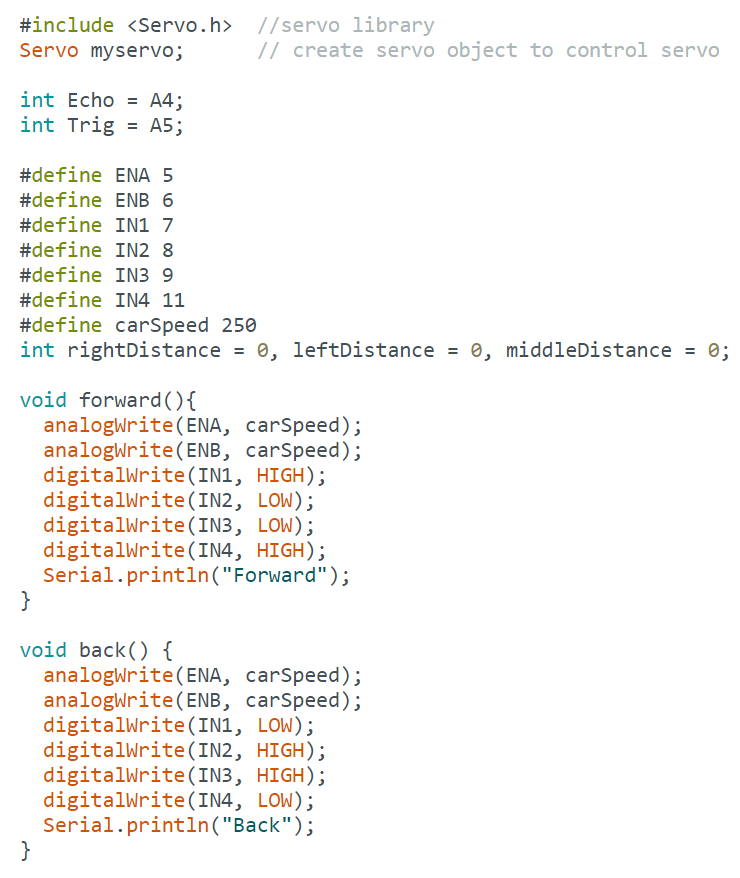 #include <Servo.h>  //servo library
Servo myservo;      // create servo object to control servo

int Echo = A4;
int Trig = A5;

#define ENA 5
#define ENB 6
#define IN1 7
#define IN2 8
#define IN3 9
#define IN4 11
#define carSpeed 250
int rightDistance = 0, leftDistance = 0, middleDistance = 0;

void forward(){
  analogWrite(ENA, carSpeed);
  analogWrite(ENB, carSpeed);
  digitalWrite(IN1, HIGH);
  digitalWrite(IN2, LOW);
  digitalWrite(IN3, LOW);
  digitalWrite(IN4, HIGH);
  Serial.println("Forward");
}

void back() {
  analogWrite(ENA, carSpeed);
  analogWrite(ENB, carSpeed);
  digitalWrite(IN1, LOW);
  digitalWrite(IN2, HIGH);
  digitalWrite(IN3, HIGH);
  digitalWrite(IN4, LOW);
  Serial.println("Back");
}